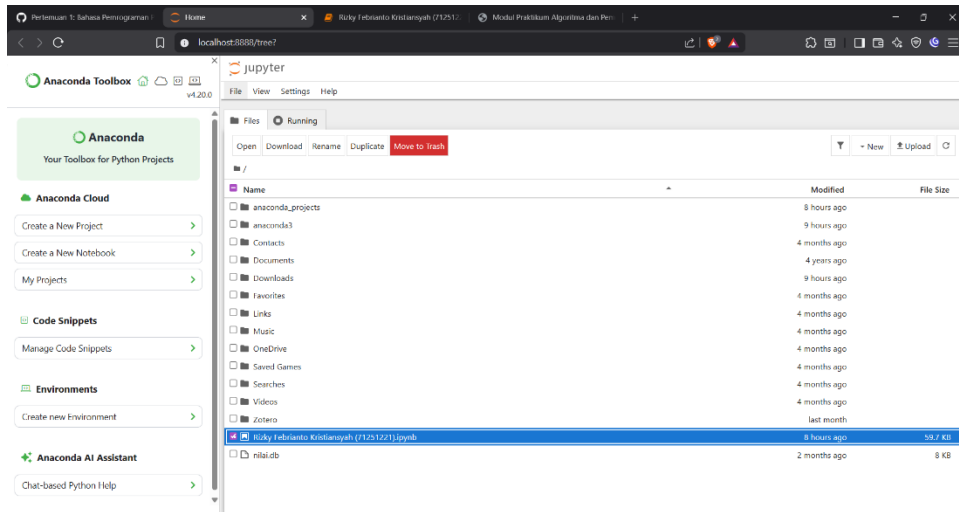 Pertemuan 1: Bahasa Pemrograman
Home
Rizky Febrianto Kristiansyah (7125122
Modul Praktikum Algoritma dan Pem
localhost:8888/tree?
Anaconda Toolbox
v4.20.0
Anaconda
Your Toolbox for Python Projects
Anaconda Cloud
Create a New Project
Create a New Notebook
My Projects
Code Snippets
Manage Code Snippets
Environments
Create new Environment
Anaconda AI Assistant
Chat-based Python Help
jupyter
File View Settings Help
Files Running
Open Download Rename Duplicate Move to Trash New Upload
/
Name Modified File Size
anaconda_projects 8 hours ago
anaconda3 9 hours ago
Contacts 4 months ago
Documents 4 years ago
Downloads 9 hours ago
Favorites 4 months ago
Links 4 months ago
Music 4 months ago
OneDrive 4 months ago
Saved Games 4 months ago
Searches 4 months ago
Videos 4 months ago
Zotero last month
Rizky Febrianto Kristiansyah (71251221).ipynb 8 hours ago 59.7 KB
nilai.db 2 months ago 8 KB